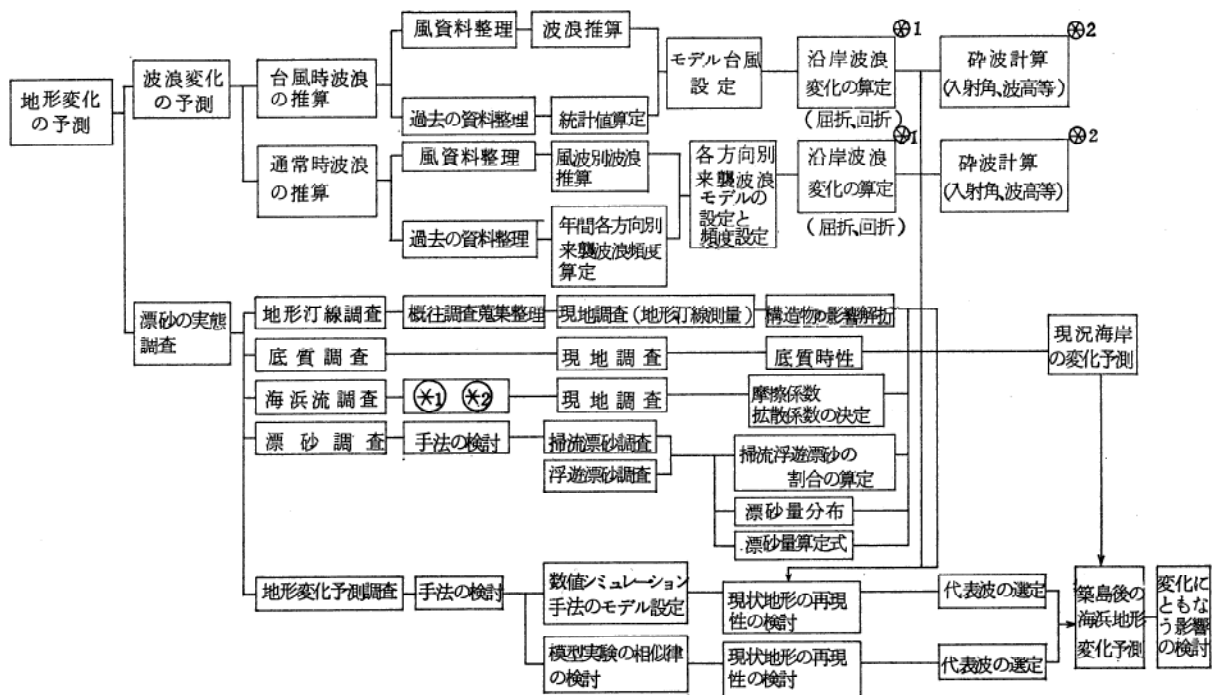 地形変化
の予測
波浪変化
の予測
台風時波浪
の推算
風資料整理
波浪推算
過去の資料整理
統計値算定
モデル台風
設定
沿岸波浪
変化の算定
(屈折、回折)
※1
砕波計算
(入射角、波高等)
※2
通常時波浪
の推算
風資料整理
風波別波浪
推算
過去の資料整理
年間各方向別
来襲波浪頻度
算定
各方向別
来襲波浪
モデルの
設定と
頻度設定
沿岸波浪
変化の算定
(屈折、回折)
※1
砕波計算
(入射角、波高等)
※2
漂砂の実態
調査
地形汀線調査
概往調査蒐集整理
現地調査(地形汀線測量)
構造物の影響解析
底質調査
現地調査
底質時性
現況海岸
の変化予測
海浜流調査
※1 ※2
現地調査
摩擦係数
拡散係数の決定
漂砂調査
手法の検討
掃流漂砂調査
浮遊漂砂調査
掃流浮遊漂砂の
割合の算定
漂砂量分布
漂砂量算定式
地形変化予測調査
手法の検討
数値シミュレーション
手法のモデル設定
現状地形の再現
性の検討
代表波の選定
模型実験の相似律
の検討
現状地形の再現
性の検討
代表波の選定
築島後の
海浜地形
変化予測
変化に
ともな
う影響
の検討